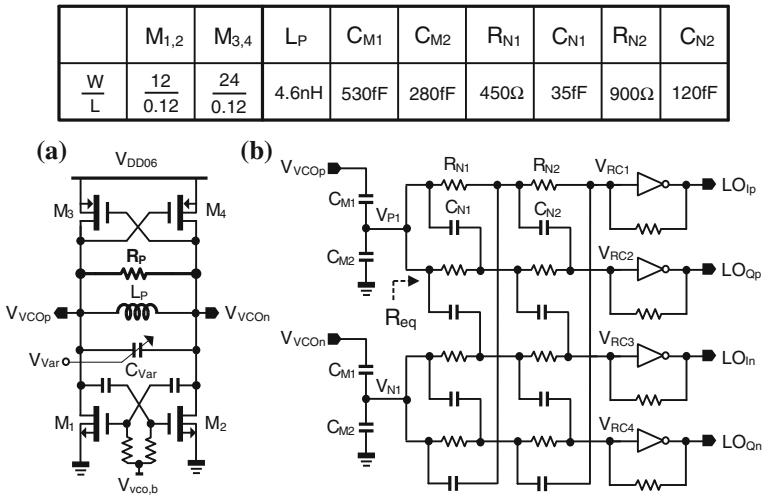 M1,2 M3,4 LP CM1 CM2 RN1 CN1 RN2 CN2
W/L 12/0.12 24/0.12 4.6nH 530fF 280fF 450Ω 35fF 900Ω 120fF
(a)
VDD06
M3 M4
RP
LP
VVCOp VVCOn
VVar
CVar
M1 M2
Vvco,b
(b)
VVCOp RN1 RN2 VRC1 LOIp
CM1
VP1 CN1 CN2
CM2 VRC2 LOQp
Req
VVCOn VRC3 LOIn
CM1
VN1
CM2 VRC4 LOQn